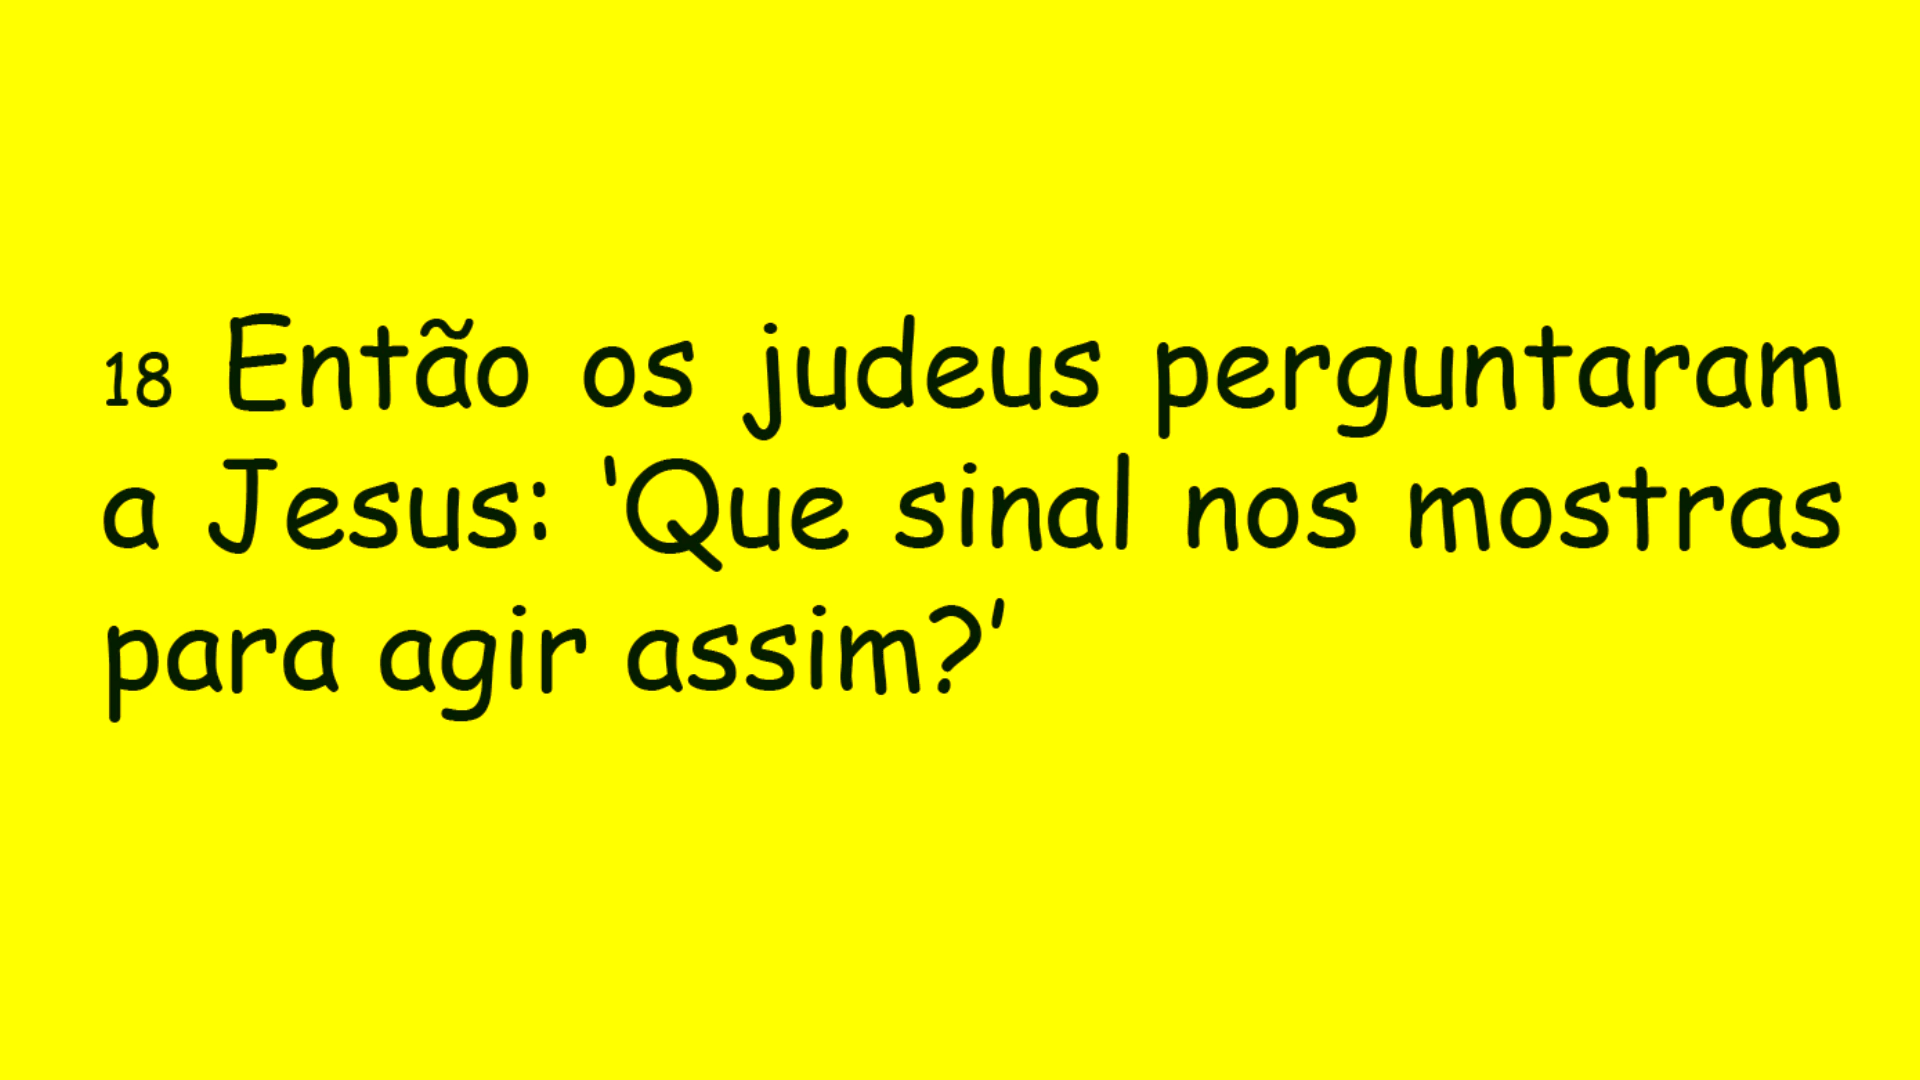 18 Então os judeus perguntaram
a Jesus: ‘Que sinal nos mostras
para agir assim?’